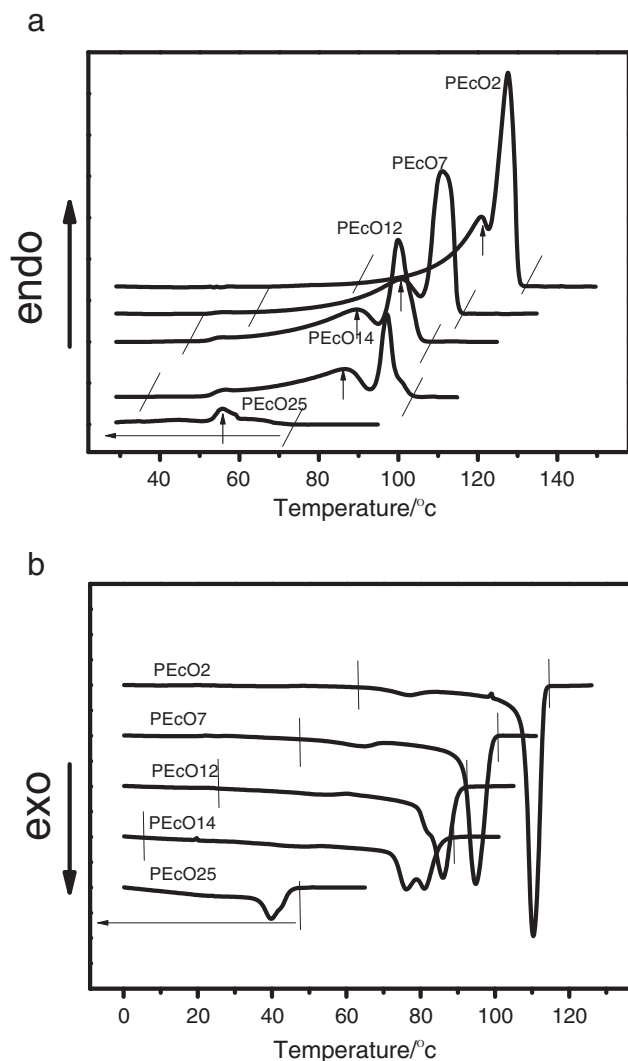 a
endo
PEcO2
PEcO7
PEcO12
PEcO14
PEcO25
40 60 80 100 120 140
Temperature/°c
b
exo
PEcO2
PEcO7
PEcO12
PEcO14
PEcO25
0 20 40 60 80 100 120
Temperature/°c